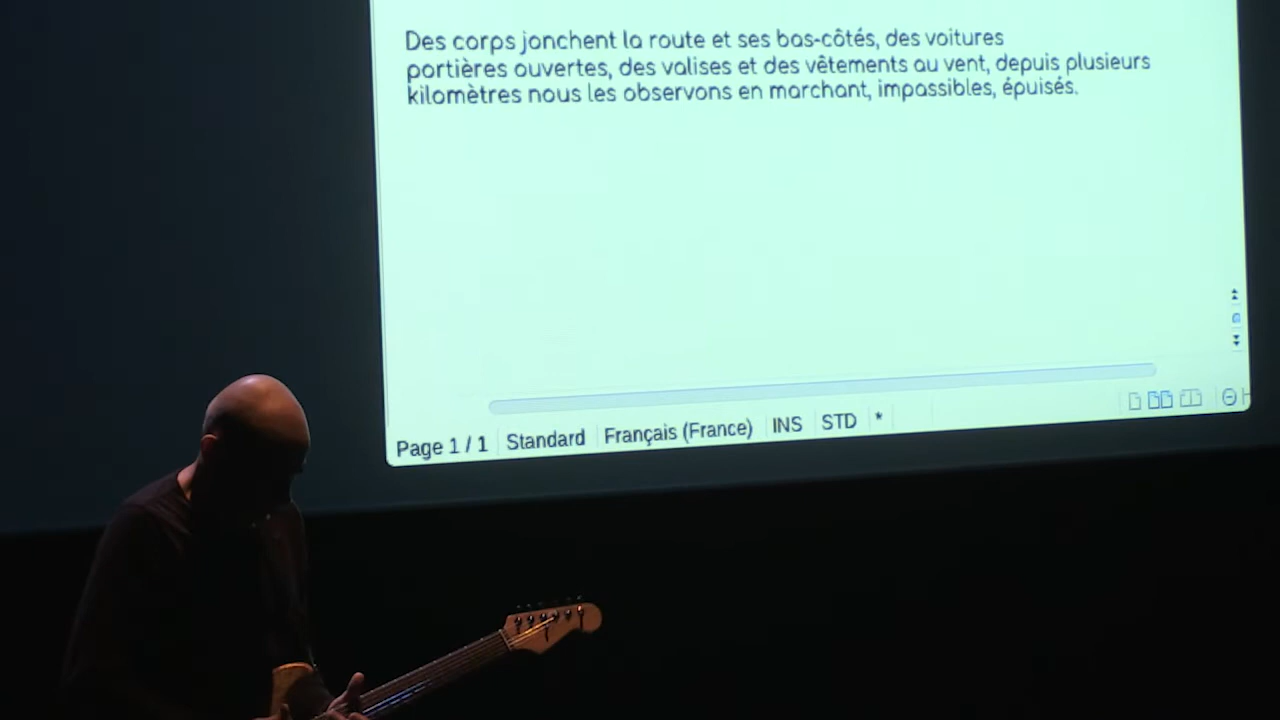 Des corps jonchent la route et ses bas-côtés, des voitures
portières ouvertes, des valises et des vêtements au vent, depuis plusieurs
kilomètres nous les observons en marchant, impassibles, épuisés.
Page 1 / 1 Standard Français (France) INS STD *